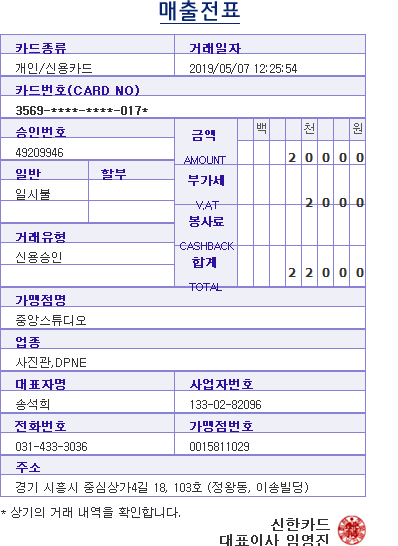 매출전표
카드종류 거래일자
개인/신용카드 2019/05/07 12:25:54
카드번호(CARD NO)
3569-****-****-017*
승인번호 금액 백 천 원
49209946 AMOUNT 2 0 0 0 0
일반 할부 부가세
일시불 V.AT 2 0 0 0
봉사료
거래유형 CASHBACK
신용승인 합계 2 2 0 0 0
TOTAL
가맹점명
중앙스튜디오
업종
사진관,DPNE
대표자명 사업자번호
송석희 133-02-82096
전화번호 가맹점번호
031-433-3036 0015811029
주소
경기 시흥시 중심상가4길 18, 103호 (정왕동, 이송빌딩)
* 상기의 거래 내역을 확인합니다.
신한카드
대표이사 임영진